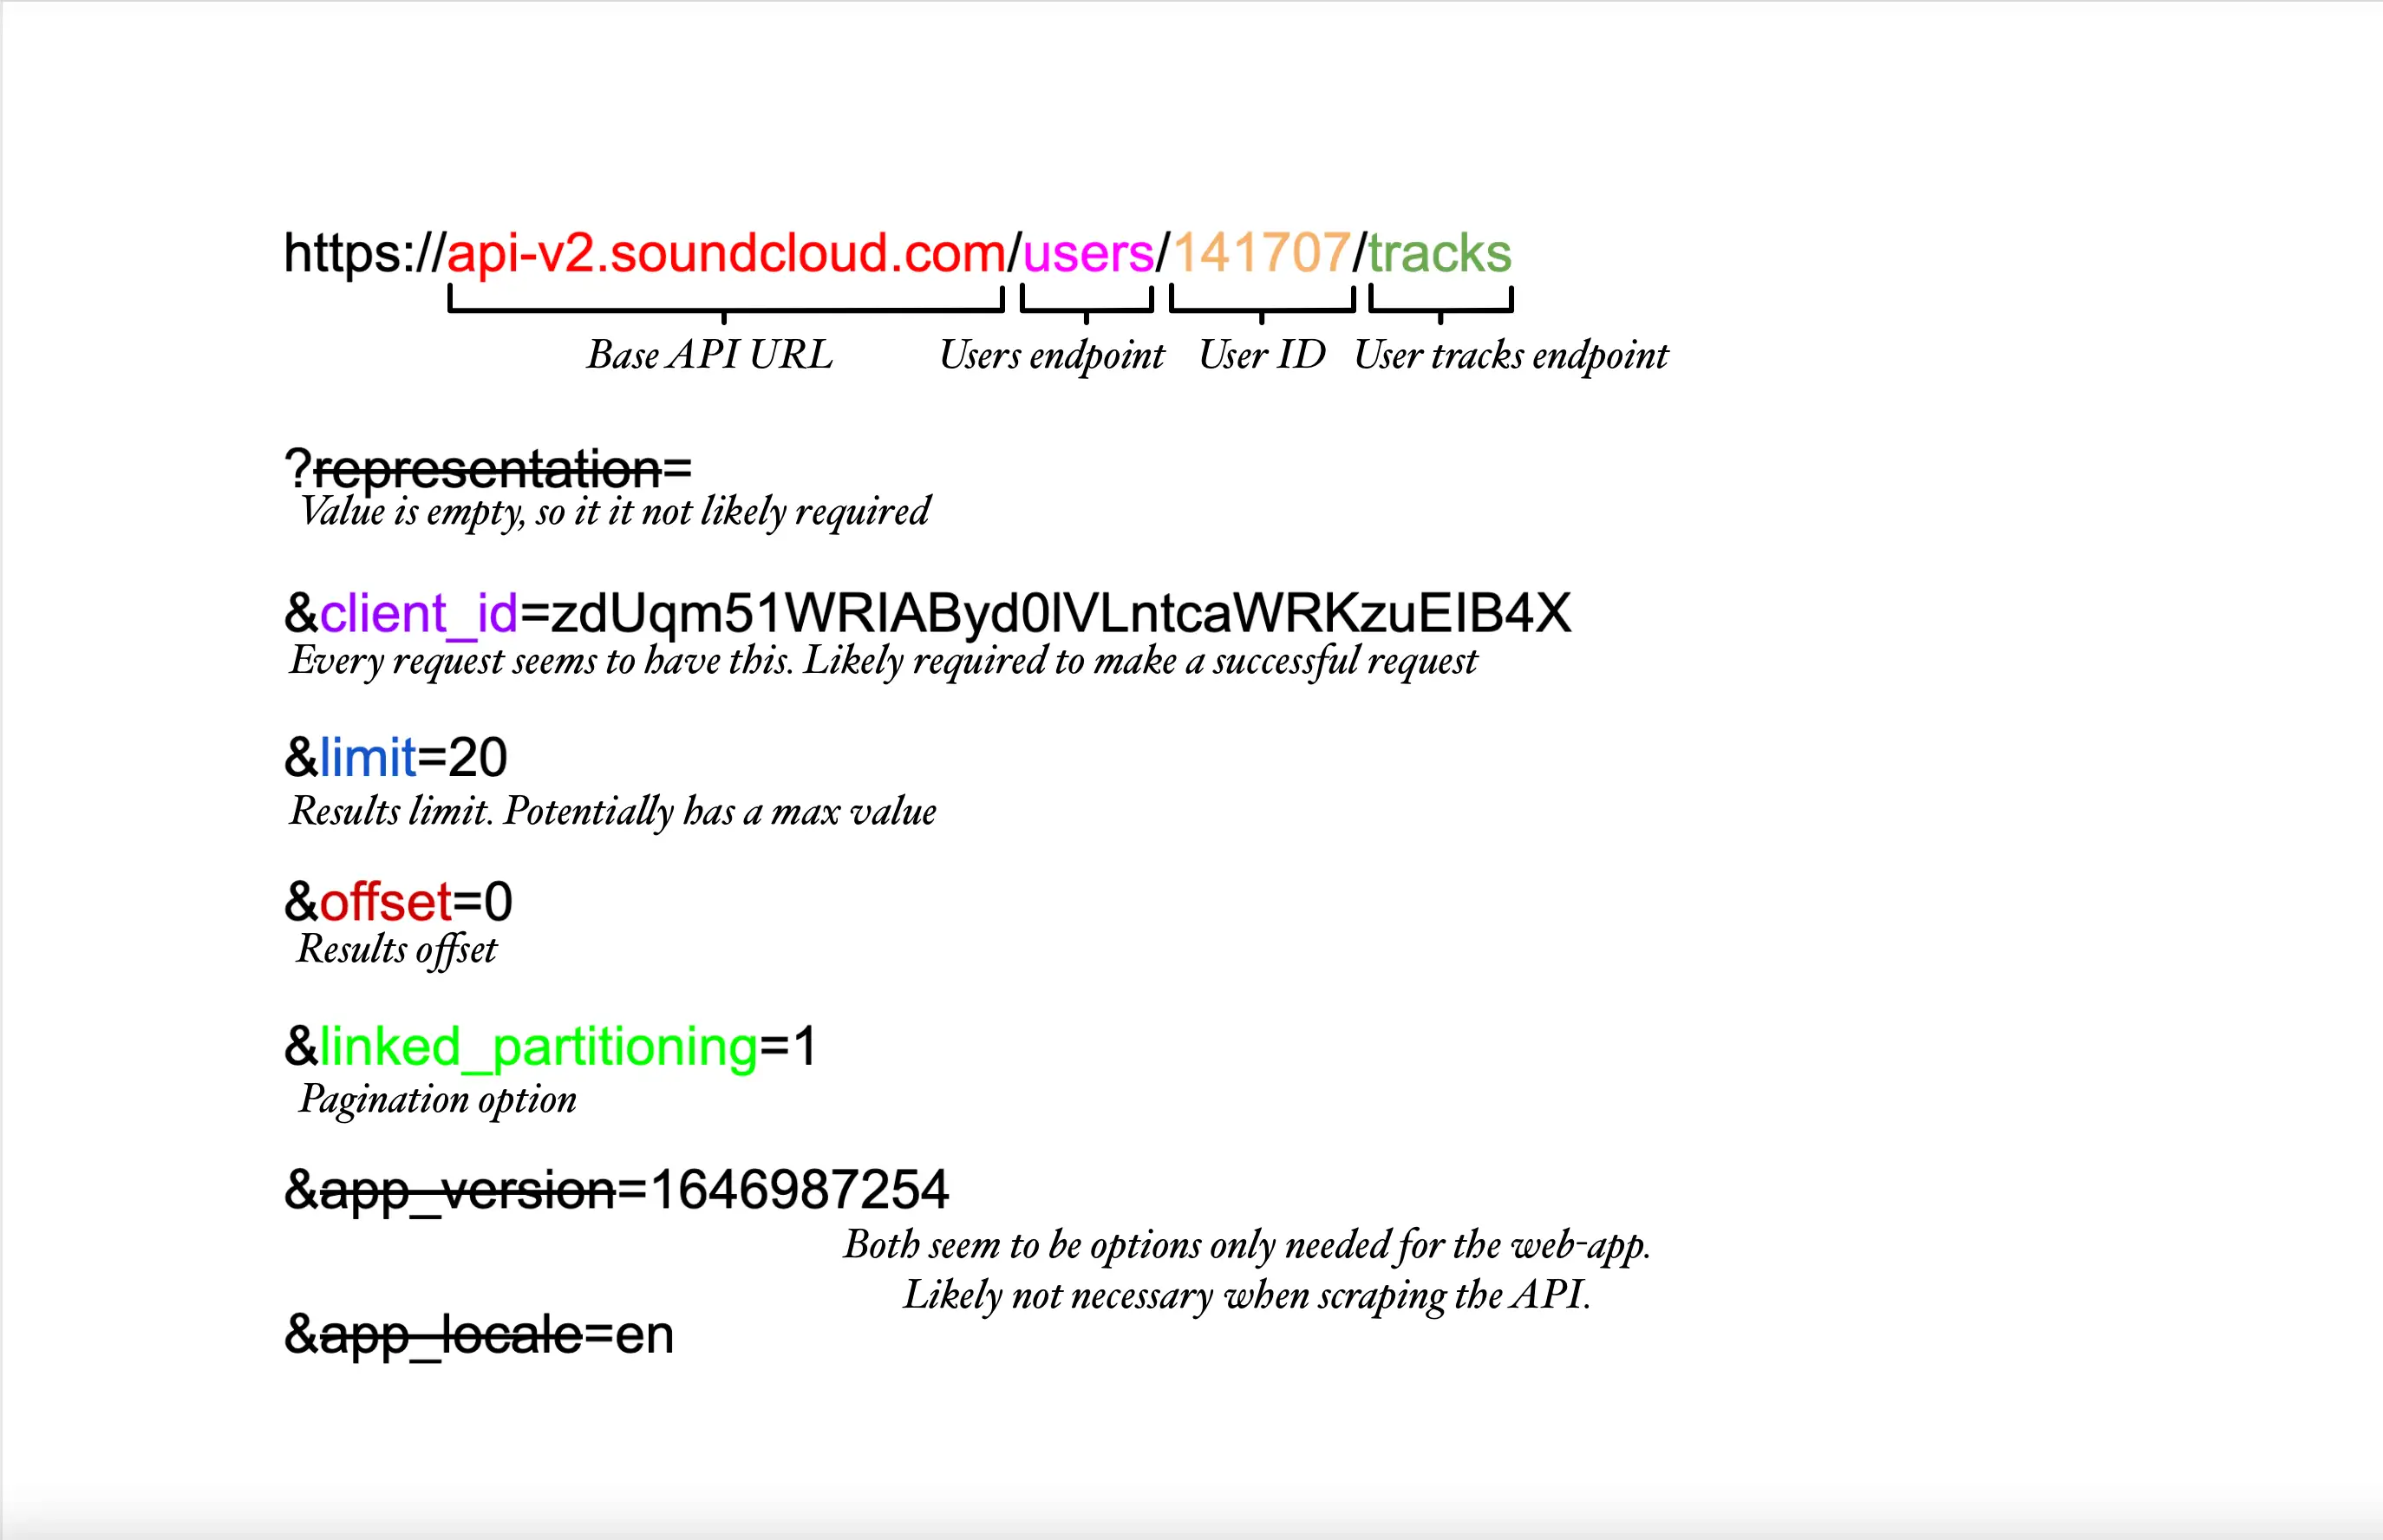 https://api-v2.soundcloud.com/users/141707/tracks
Base API URL Users endpoint User ID User tracks endpoint
?representation=
Value is empty, so it it not likely required
&client_id=zdUqm51WRIAByd0lVLntcaWRKzuEIB4X
Every request seems to have this. Likely required to make a successful request
&limit=20
Results limit. Potentially has a max value
&offset=0
Results offset
&linked_partitioning=1
Pagination option
&app_version=1646987254
Both seem to be options only needed for the web-app.
Likely not necessary when scraping the API.
&app_locale=en